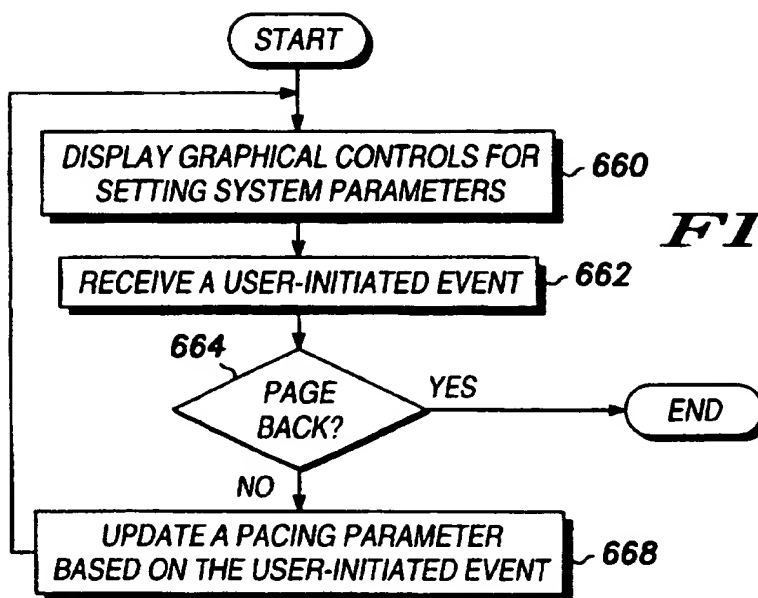 START
DISPLAY GRAPHICAL CONTROLS FOR
SETTING SYSTEM PARAMETERS
660
FI
RECEIVE A USER-INITIATED EVENT
662
664
PAGE
BACK?
YES
END
NO
UPDATE A PACING PARAMETER
BASED ON THE USER-INITIATED EVENT
668